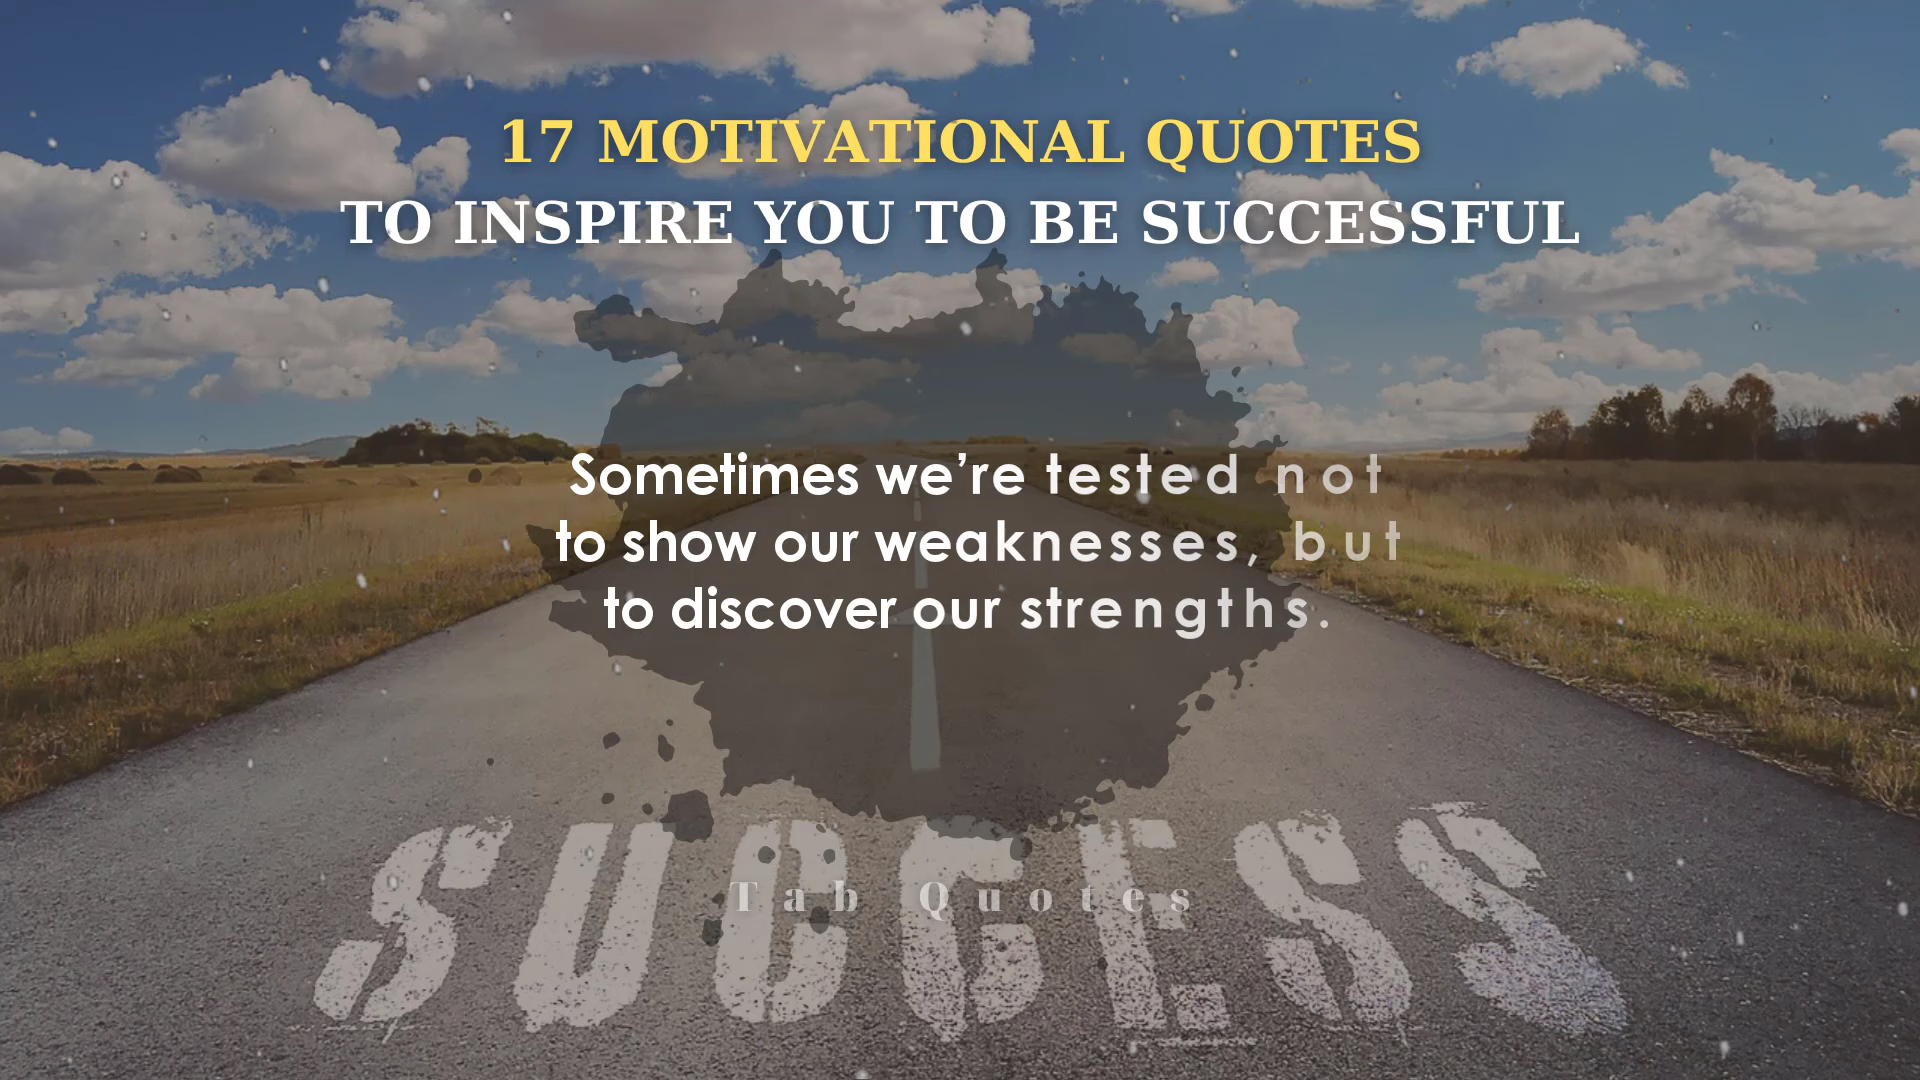 17 MOTIVATIONAL QUOTES
TO INSPIRE YOU TO BE SUCCESSFUL
Sometimes we’re tested not
to show our weaknesses, but
to discover our strengths.
Tab Quotes
SUCCESS